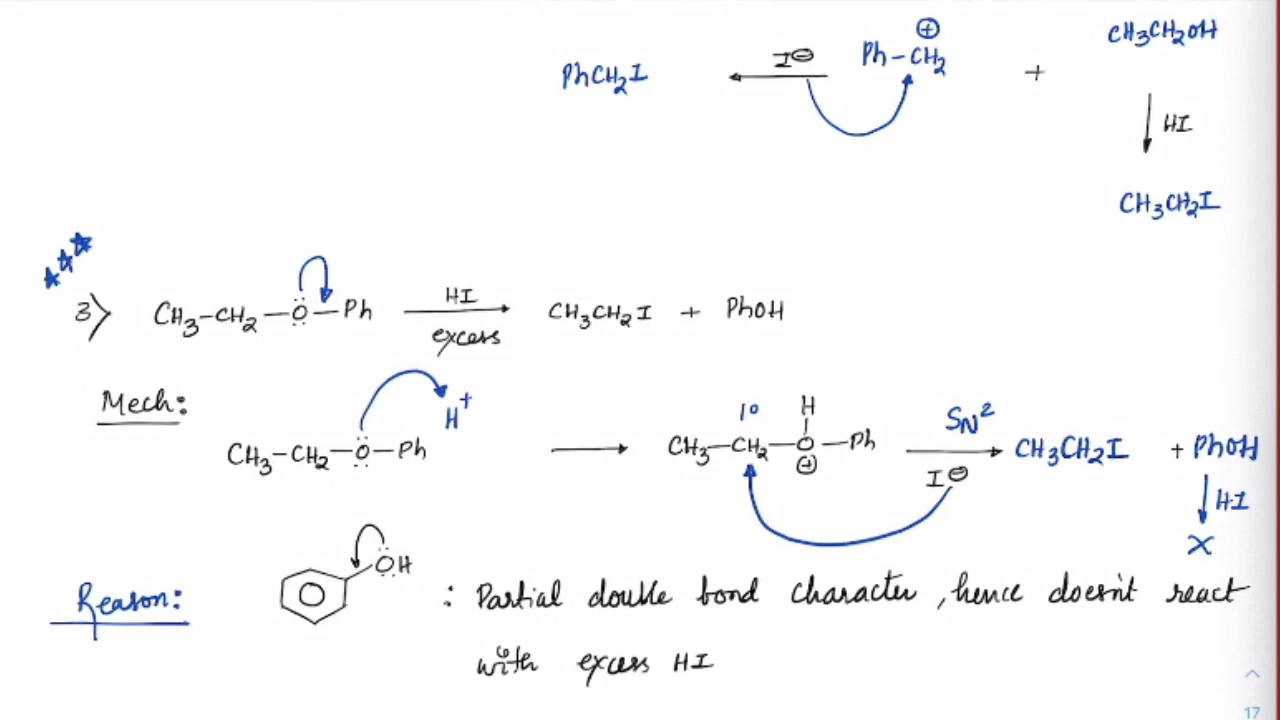 PhCH₂I ← I⊖ Ph–CH₂⊕ + CH₃CH₂OH
↓ HI
CH₃CH₂I
3) CH₃–CH₂–Ö–Ph → HI excess CH₃CH₂I + PhOH
Mech:
CH₃–CH₂–Ö–Ph H⁺ → CH₃–CH₂–O–Ph 1° H ⊕ → SN² I⊖ CH₃CH₂I + PhOH
↓ HI
X
Reason: ÖH : Partial double bond character, hence doesn't react
with excess HI
17